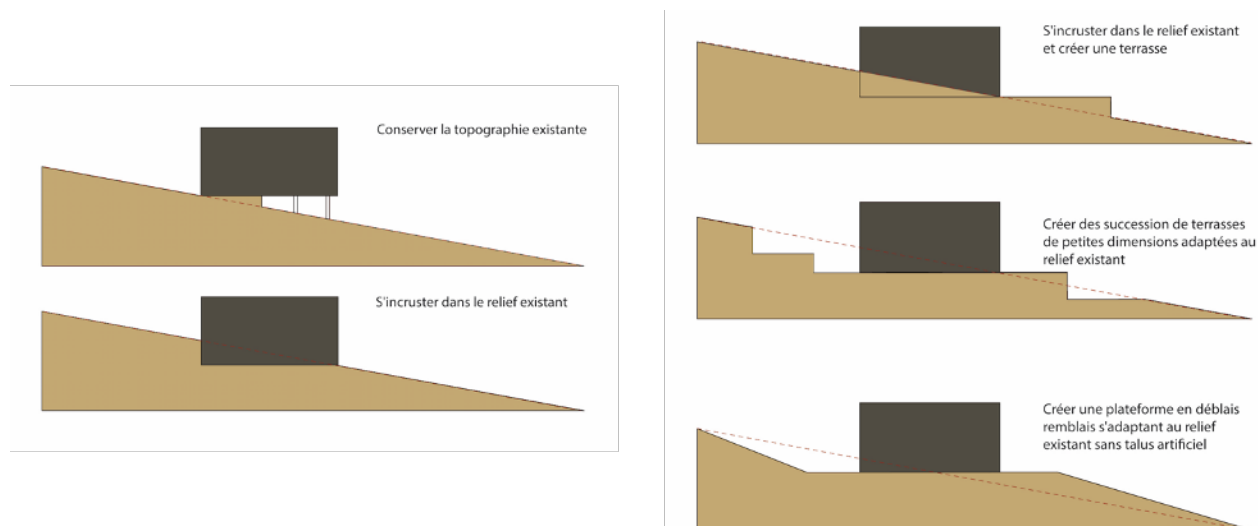 Conserver la topographie existante
S'incruster dans le relief existant
S'incruster dans le relief existant
et créer une terrasse
Créer des succession de terrasses
de petites dimensions adaptées au
relief existant
Créer une plateforme en déblais
remblais s'adaptant au relief
existant sans talus artificiel